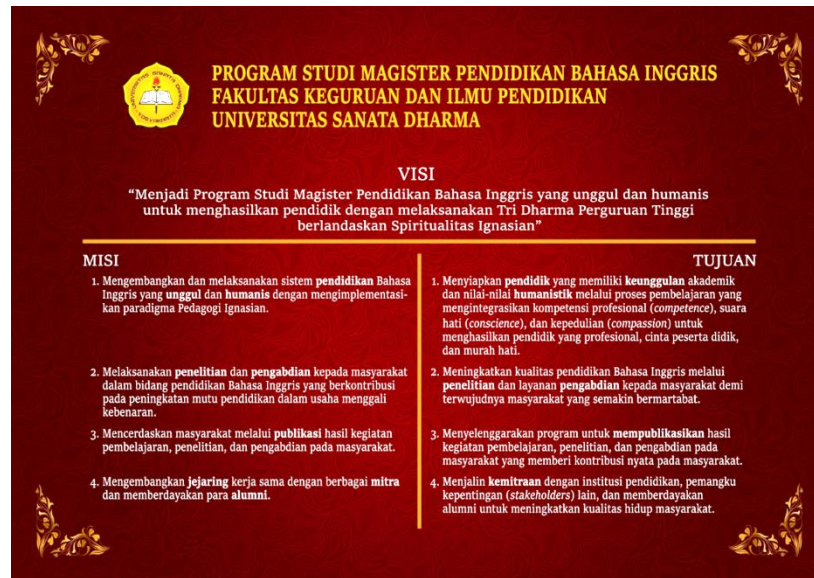 PROGRAM STUDI MAGISTER PENDIDIKAN BAHASA INGGRIS
FAKULTAS KEGURUAN DAN ILMU PENDIDIKAN
UNIVERSITAS SANATA DHARMA
VISI
“Menjadi Program Studi Magister Pendidikan Bahasa Inggris yang unggul dan humanis
untuk menghasilkan pendidik dengan melaksanakan Tri Dharma Perguruan Tinggi
berlandaskan Spiritualitas Ignasian”
MISI
1. Mengembangkan dan melaksanakan sistem pendidikan Bahasa
Inggris yang unggul dan humanis dengan mengimplementasi-
kan paradigma Pedagogi Ignasian.
2. Melaksanakan penelitian dan pengabdian kepada masyarakat
dalam bidang pendidikan Bahasa Inggris yang berkontribusi
pada peningkatan mutu pendidikan dalam usaha menggali
kebenaran.
3. Mencerdaskan masyarakat melalui publikasi hasil kegiatan
pembelajaran, penelitian, dan pengabdian pada masyarakat.
4. Mengembangkan jejaring kerja sama dengan berbagai mitra
dan memberdayakan para alumni.
TUJUAN
1. Menyiapkan pendidik yang memiliki keunggulan akademik
dan nilai-nilai humanistik melalui proses pembelajaran yang
mengintegrasikan kompetensi profesional (competence), suara
hati (conscience), dan kepedulian (compassion) untuk
menghasilkan pendidik yang profesional, cinta peserta didik,
dan murah hati.
2. Meningkatkan kualitas pendidikan Bahasa Inggris melalui
penelitian dan layanan pengabdian kepada masyarakat demi
terwujudnya masyarakat yang semakin bermartabat.
3. Menyelenggarakan program untuk mempublikasikan hasil
kegiatan pembelajaran, penelitian, dan pengabdian pada
masyarakat yang memberi kontribusi nyata pada masyarakat.
4. Menjalin kemitraan dengan institusi pendidikan, pemangku
kepentingan (stakeholders) lain, dan memberdayakan
alumni untuk meningkatkan kualitas hidup masyarakat.